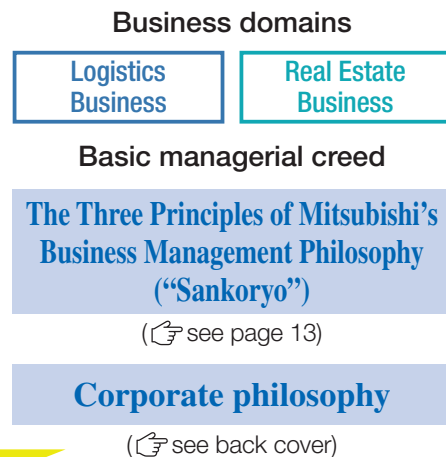 Business domains
Logistics
Business
Real Estate
Business
Basic managerial creed
The Three Principles of Mitsubishi's
Business Management Philosophy
(“Sankoryo”)
(☞ see page 13)
Corporate philosophy
(☞ see back cover)